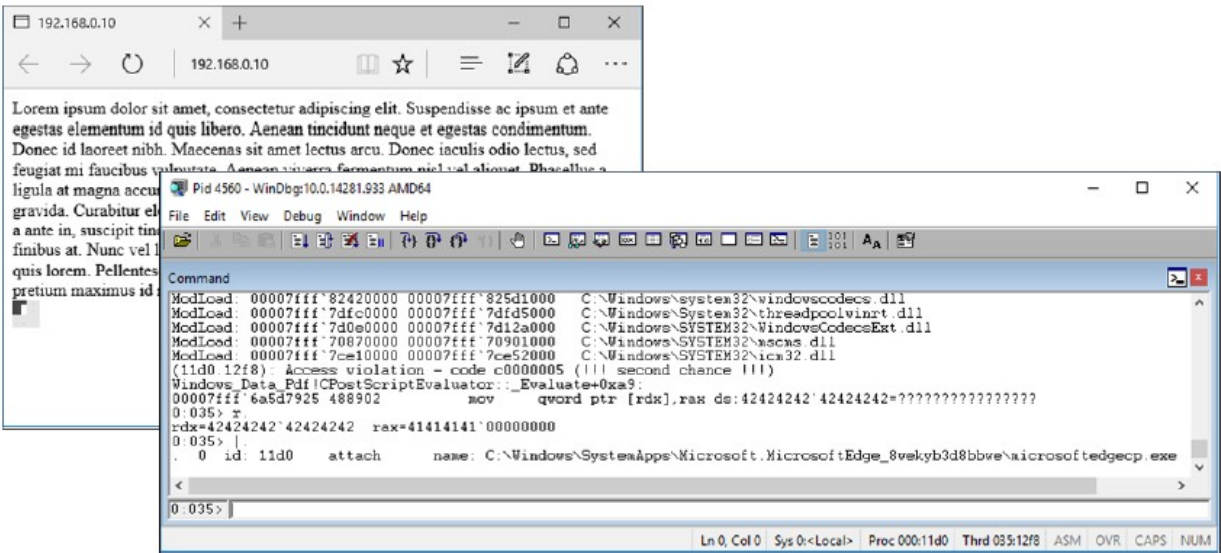 192.168.0.10
192.168.0.10
Lorem ipsum dolor sit amet, consectetur adipiscing elit. Suspendisse ac ipsum et ante
egestas elementum id quis libero. Aenean tincidunt neque et egestas condimentum.
Donec id laoreet nibh. Maecenas sit amet lectus arcu. Donec iaculis odio lectus, sed
feugiat mi faucibus vulputate. Aenean viverra fermentum nisl vel aliquet. Phasellus a
ligula at magna accu
gravida. Curabitur el
a ante in, suscipit tin
finibus at. Nunc vel l
quis lorem. Pellentes
pretium maximus id
Pid 4560 - WinDbg:10.0.14281.933 AMD64
File Edit View Debug Window Help
Command
ModLoad: 00007fff`82420000 00007fff`825d1000 C:\Windows\system32\windowscodecs.dll
ModLoad: 00007fff`7dfc0000 00007fff`7dfd5000 C:\Windows\System32\threadpoolwinrt.dll
ModLoad: 00007fff`7d0e0000 00007fff`7d12a000 C:\Windows\SYSTEM32\WindowsCodecsExt.dll
ModLoad: 00007fff`70870000 00007fff`70901000 C:\Windows\SYSTEM32\mscms.dll
ModLoad: 00007fff`7ce10000 00007fff`7ce52000 C:\Windows\SYSTEM32\icm32.dll
(11d0.12f8): Access violation - code c0000005 (!!! second chance !!!)
Windows_Data_Pdf!CPostScriptEvaluator::_Evaluate+0xa9:
00007fff`6a5d7925 488902 mov qword ptr [rdx],rax ds:42424242`42424242=????????????????
0:035> r.
rdx=42424242`42424242 rax=41414141`00000000
0:035> |.
. 0 id: 11d0 attach name: C:\Windows\SystemApps\Microsoft.MicrosoftEdge_8wekyb3d8bbwe\microsoftedgecp.exe
0:035>
Ln 0, Col 0 Sys 0:<Local> Proc 000:11d0 Thrd 035:12f8 ASM OVR CAPS NUM